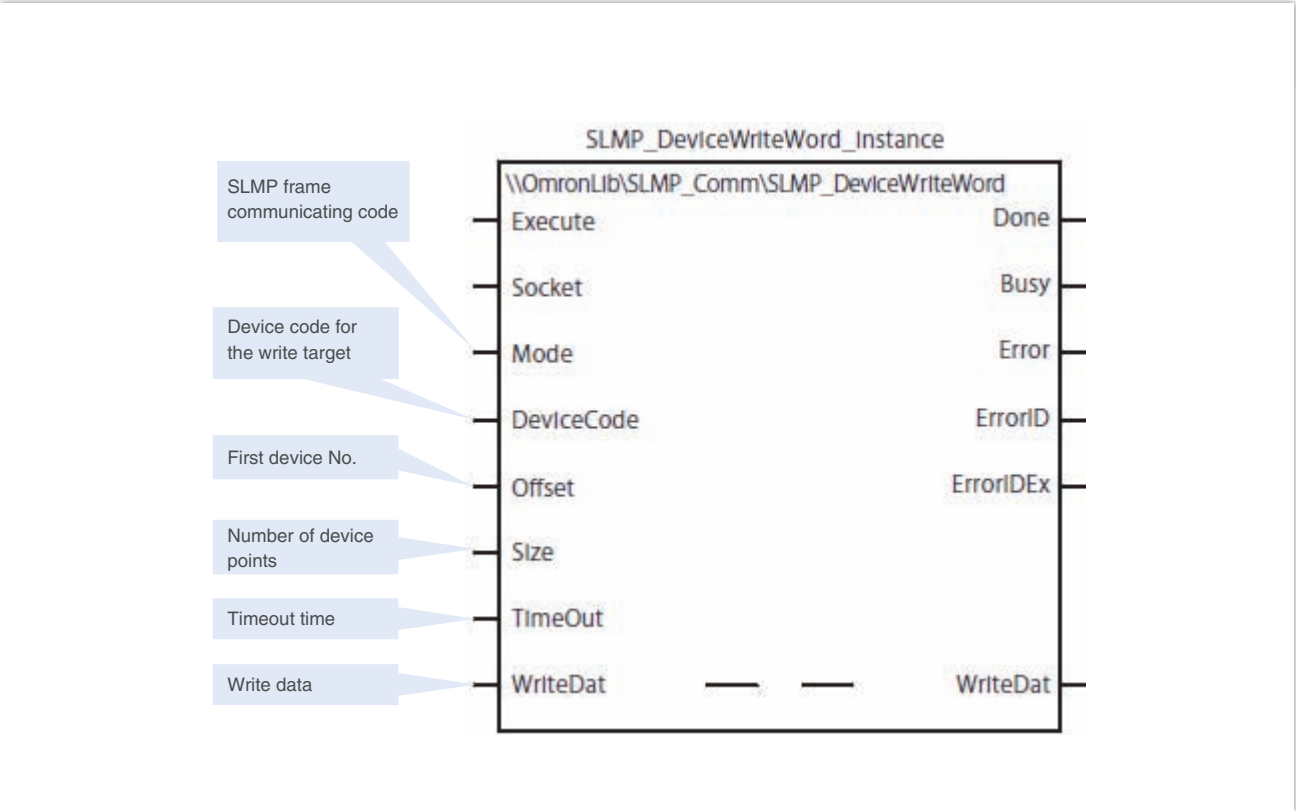 SLMP_DeviceWriteWord_instance
\\OmronLib\SLMP_Comm\SLMP_DeviceWriteWord
SLMP frame
communicating code
Execute
Done
Socket
Busy
Device code for
the write target
Mode
Error
DeviceCode
ErrorID
First device No.
Offset
ErrorIDEx
Number of device
points
Size
Timeout time
TimeOut
Write data
WriteDat
WriteDat